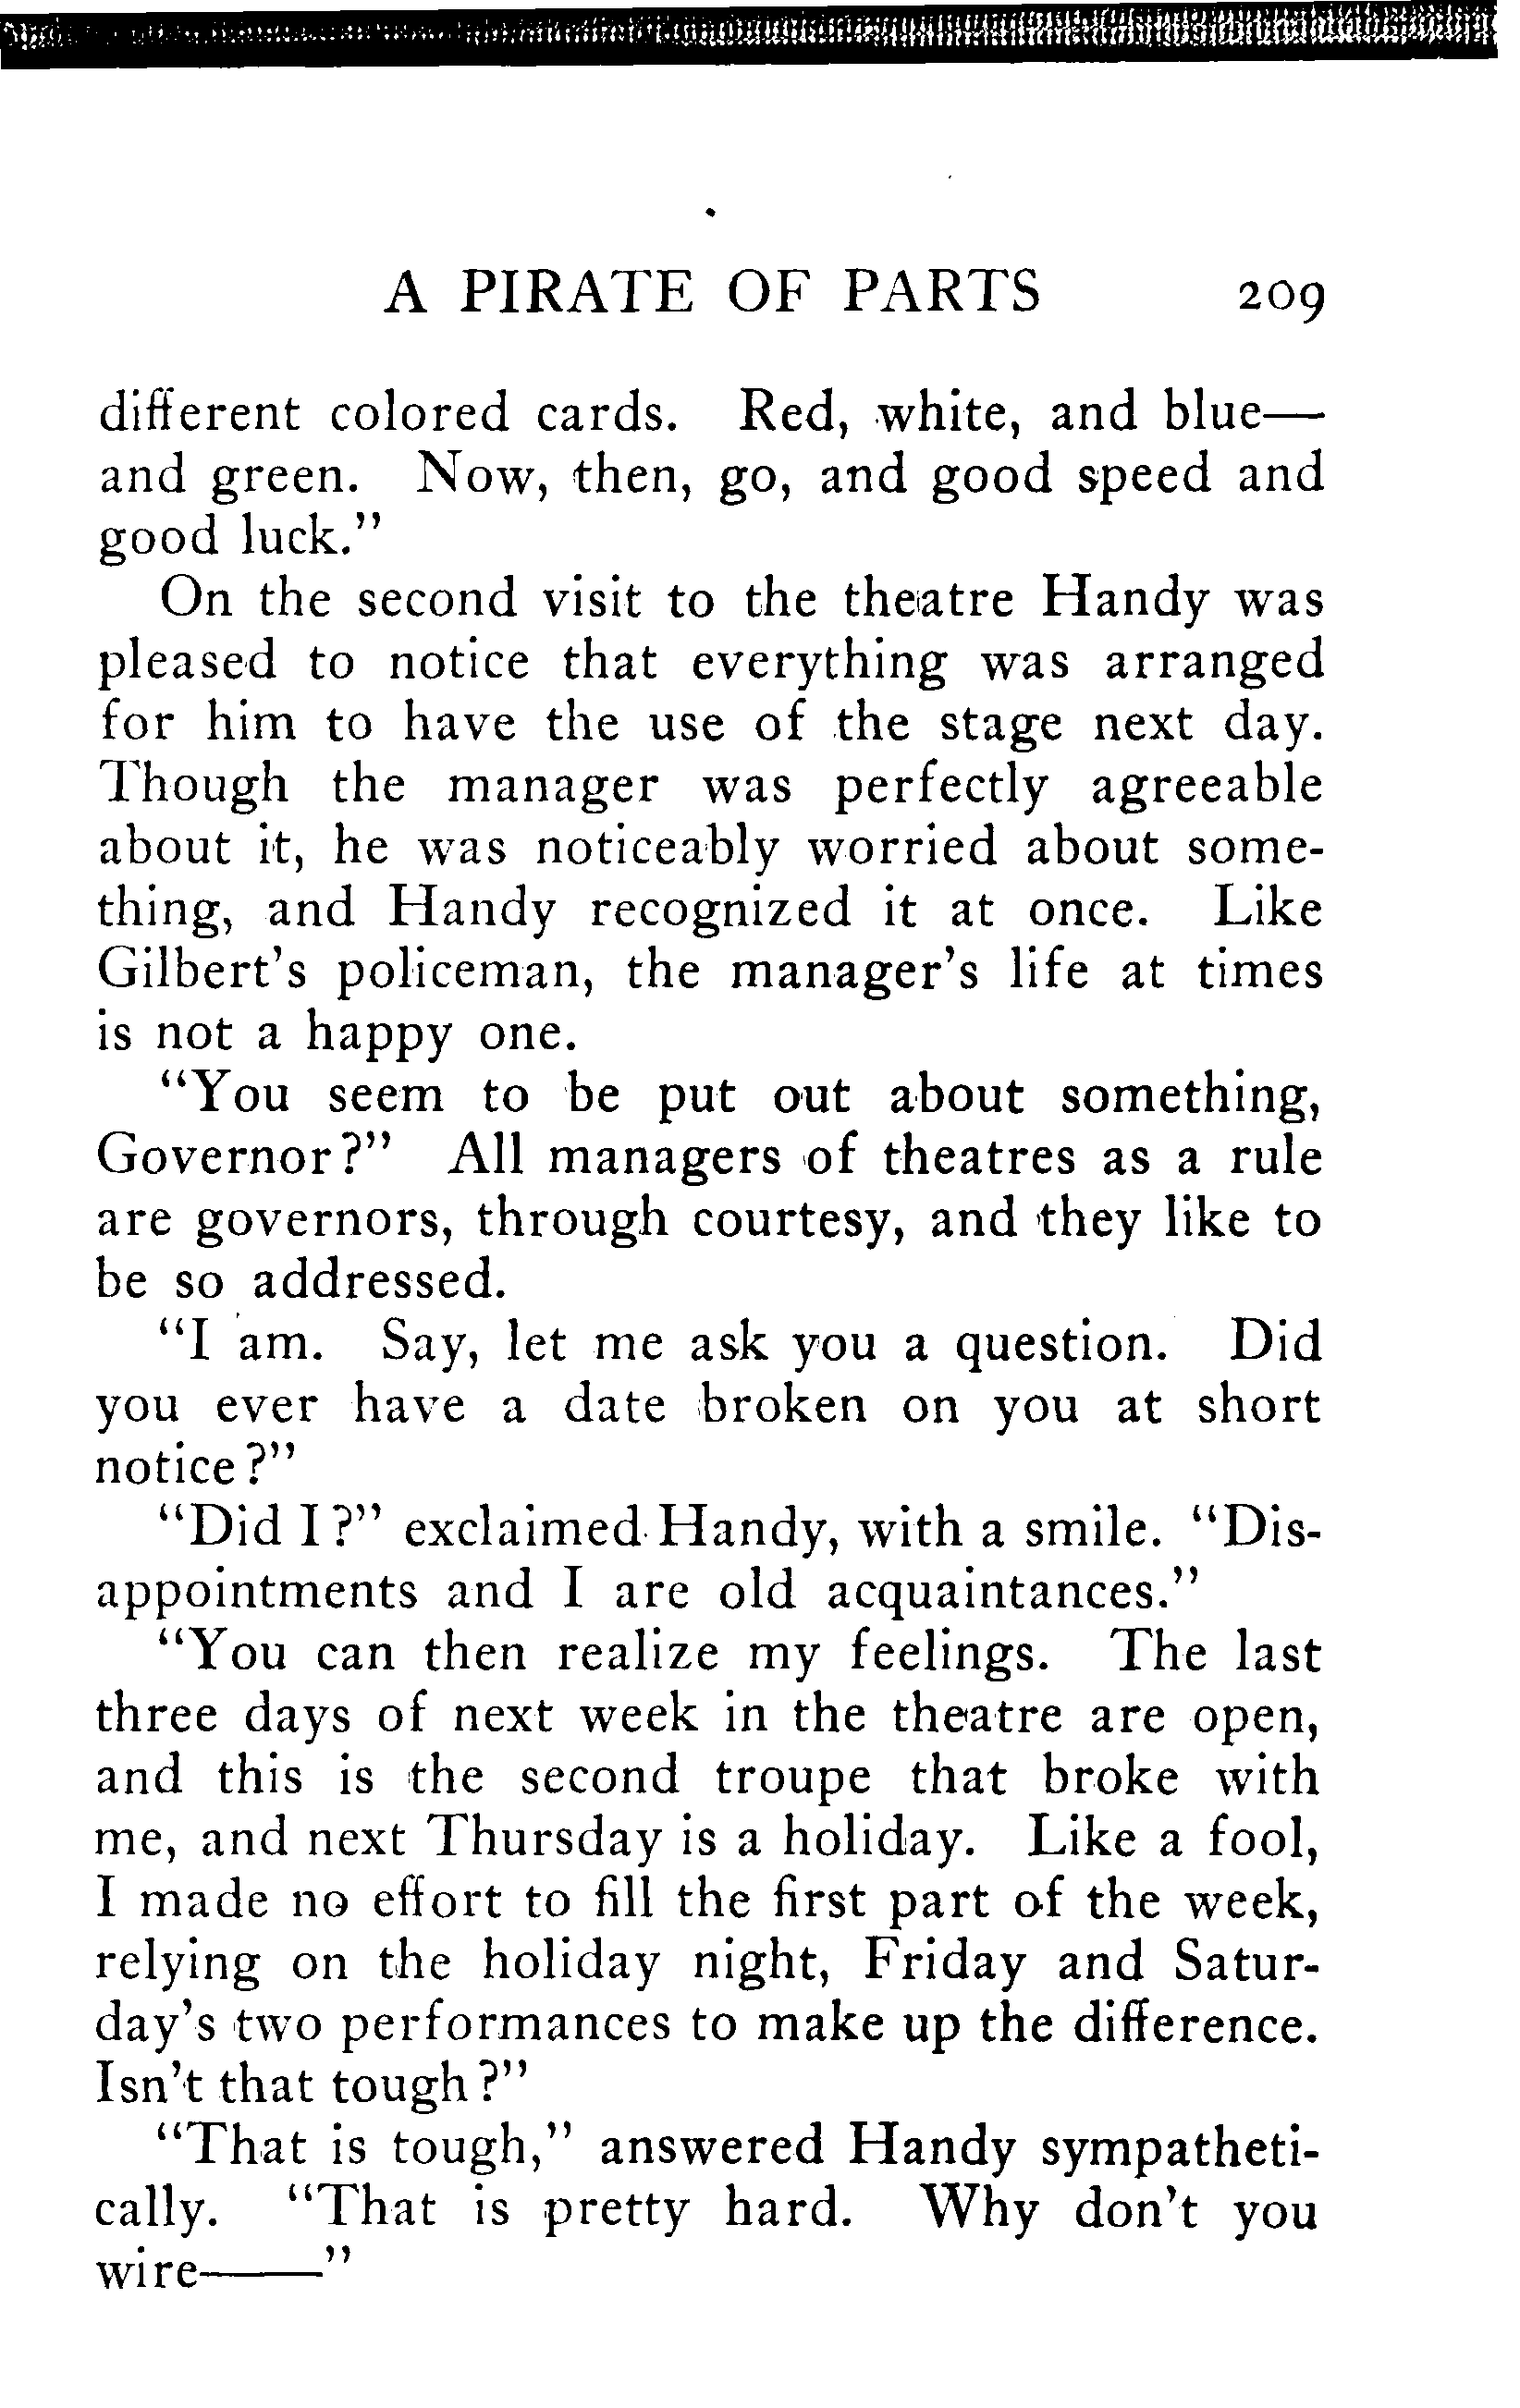 A PIRATE OF PARTS 209
different colored cards. Red, white, and blue—
and green. Now, then, go, and good speed and
good luck."
On the second visit to the theatre Handy was
pleased to notice that everything was arranged
for him to have the use of the stage next day.
Though the manager was perfectly agreeable
about it, he was noticeably worried about some-
thing, and Handy recognized it at once. Like
Gilbert's policeman, the manager's life at times
is not a happy one.
"You seem to be put out about something,
Governor?" All managers of theatres as a rule
are governors, through courtesy, and they like to
be so addressed.
"I am. Say, let me ask you a question. Did
you ever have a date broken on you at short
notice?"
"Did I?" exclaimed Handy, with a smile. "Dis-
appointments and I are old acquaintances."
"You can then realize my feelings. The last
three days of next week in the theatre are open,
and this is the second troupe that broke with
me, and next Thursday is a holiday. Like a fool,
I made no effort to fill the first part of the week,
relying on the holiday night, Friday and Satur-
day's two performances to make up the difference.
Isn't that tough?"
"That is tough," answered Handy sympatheti-
cally. "That is pretty hard. Why don't you
wire——"